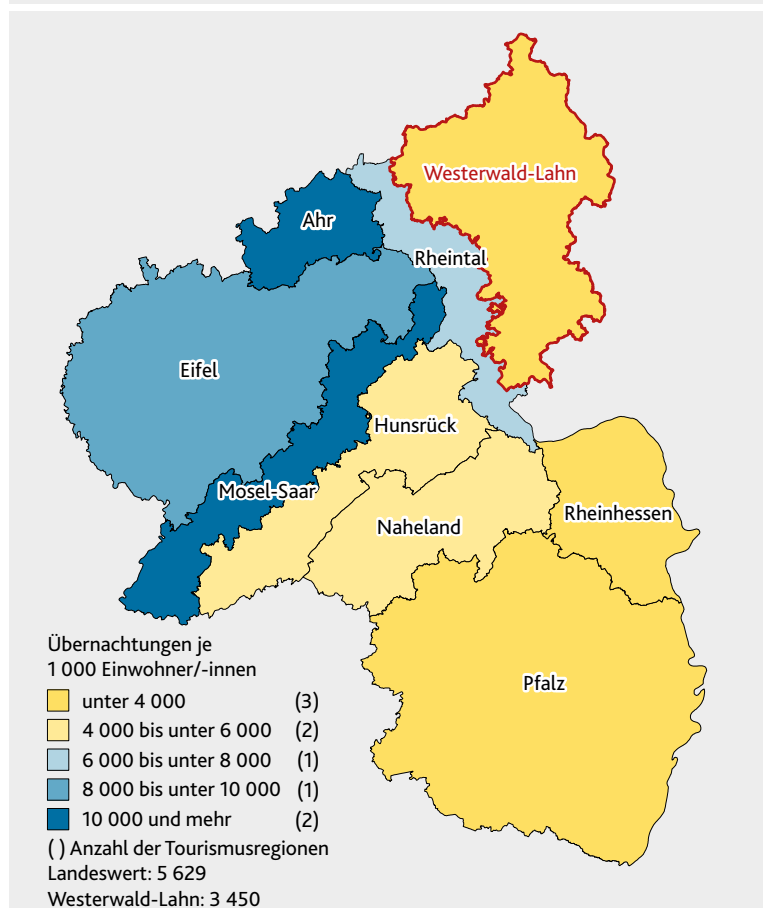 Westerwald-Lahn
Ahr
Rheintal
Eifel
Hunsrück
Mosel-Saar
Rheinhessen
Naheland
Pfalz
Übernachtungen je
1 000 Einwohner/-innen
unter 4 000 (3)
4 000 bis unter 6 000 (2)
6 000 bis unter 8 000 (1)
8 000 bis unter 10 000 (1)
10 000 und mehr (2)
( ) Anzahl der Tourismusregionen
Landeswert: 5 629
Westerwald-Lahn: 3 450